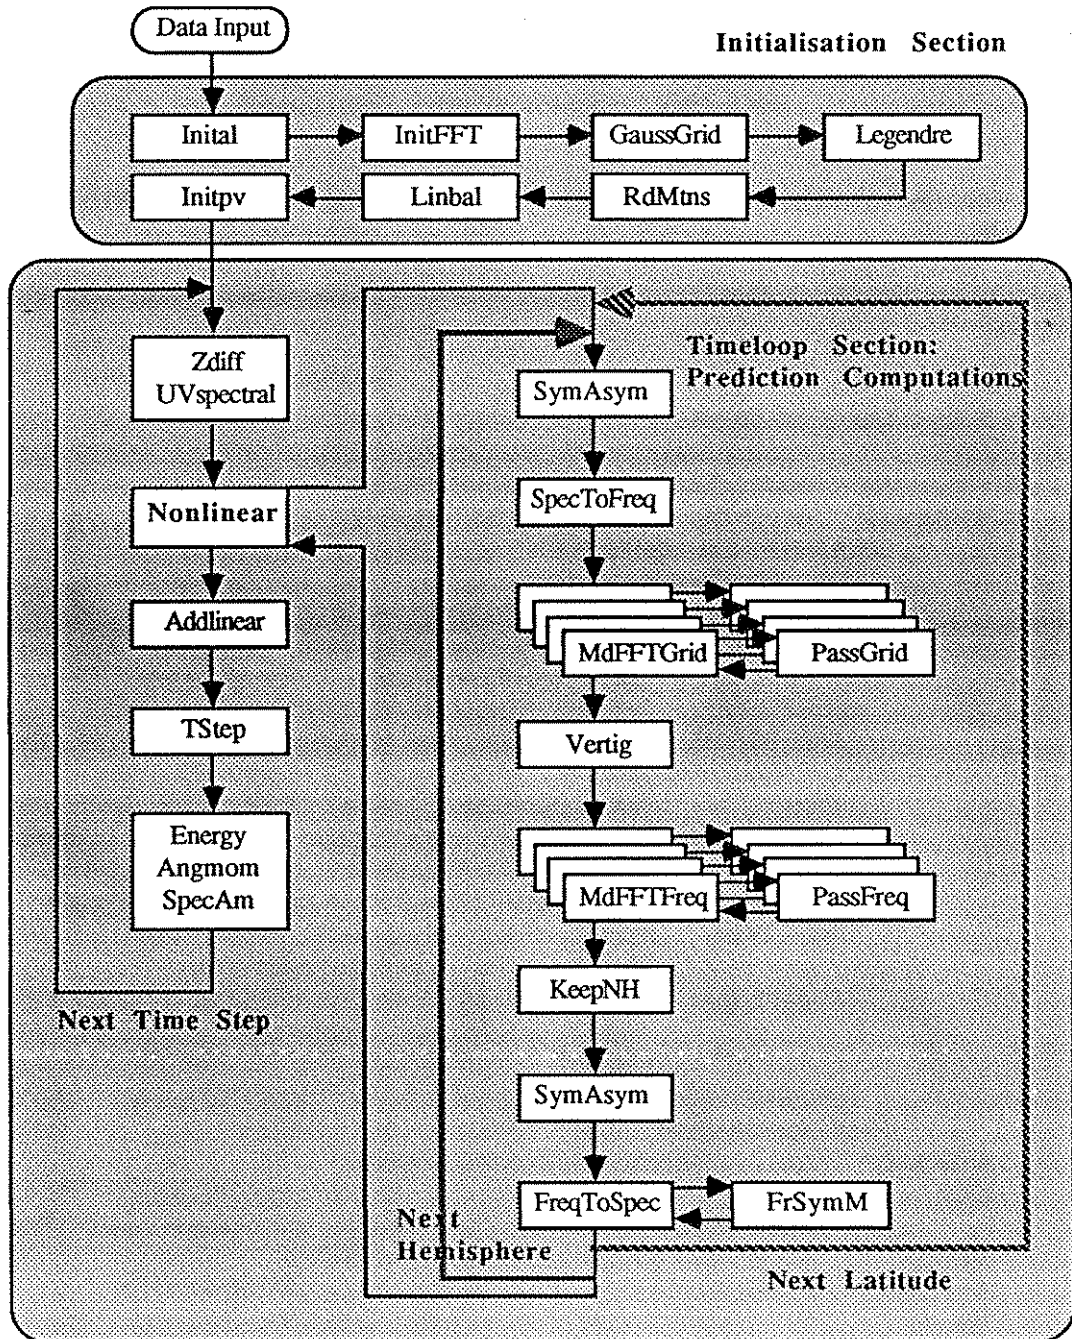 Data Input
Initialisation Section
Inital
InitFFT
GaussGrid
Legendre
Initpv
Linbal
RdMtns
Timeloop Section:
Prediction Computations
Zdiff
UVspectral
Nonlinear
Addlinear
TStep
Energy
Angmom
SpecAm
Next Time Step
SymAsym
SpecToFreq
MdFFTGrid
PassGrid
Vertig
MdFFTFreq
PassFreq
KeepNH
SymAsym
FreqToSpec
FrSymM
Next
Hemisphere
Next Latitude